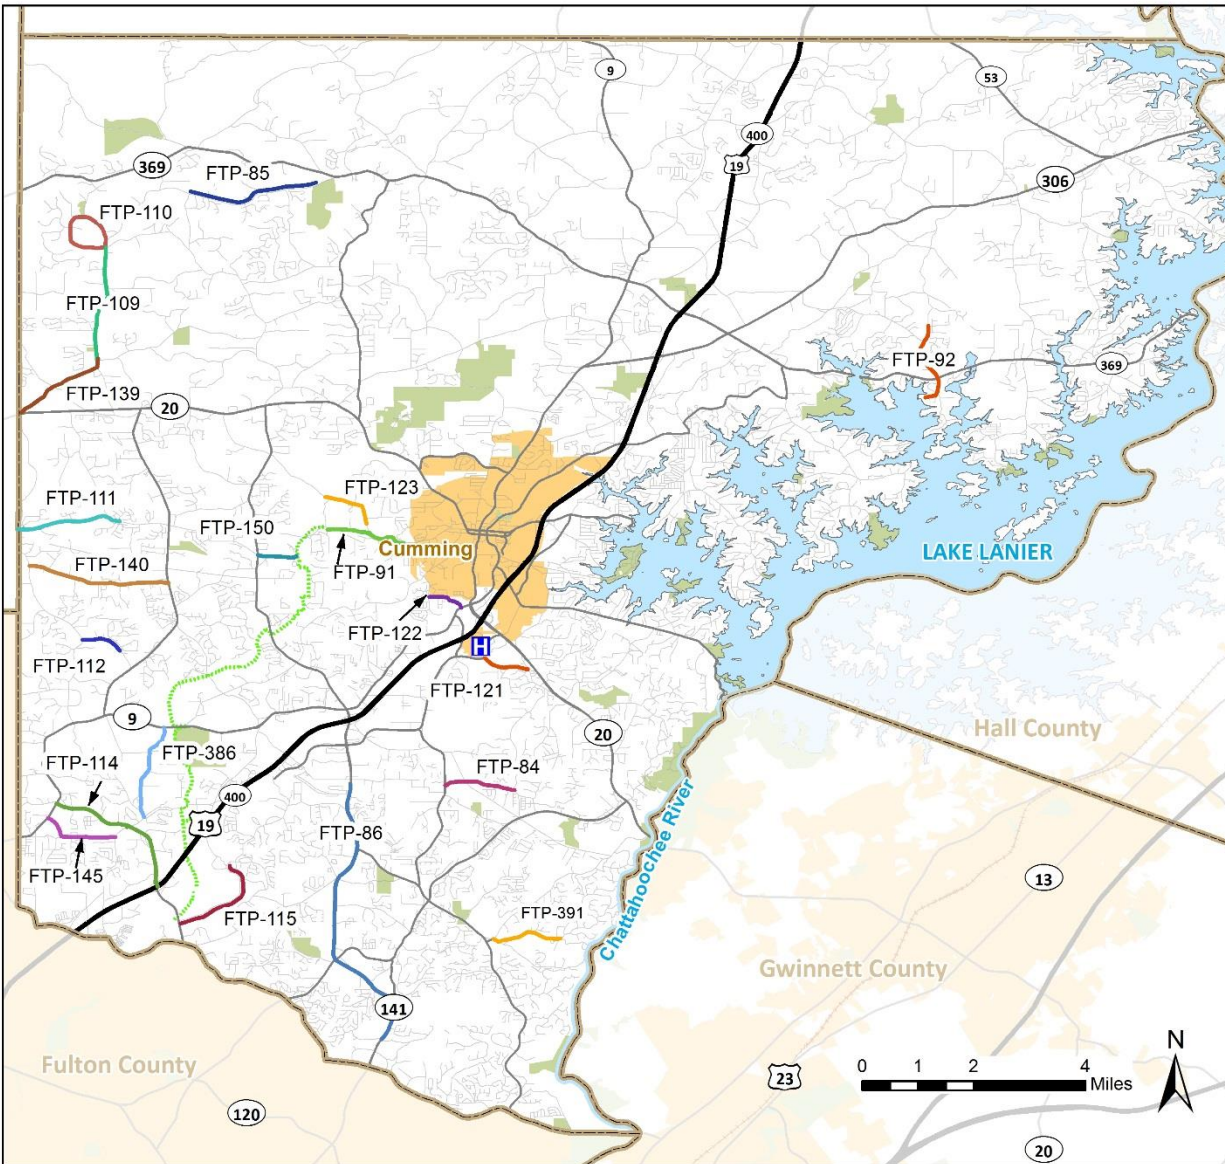 9
53
400
19
369
FTP-85
306
FTP-110
FTP-109
FTP-92
369
FTP-139
20
FTP-123
FTP-111
FTP-150
Cumming
LAKE LANIER
FTP-140
FTP-91
FTP-122
H
FTP-112
FTP-121
9
20
Hall County
FTP-386
FTP-114
FTP-84
400
19
FTP-86
Chattahoochee River
FTP-145
13
FTP-115
FTP-391
Gwinnett County
141
N
Fulton County
23
0 1 2 4
Miles
120
20